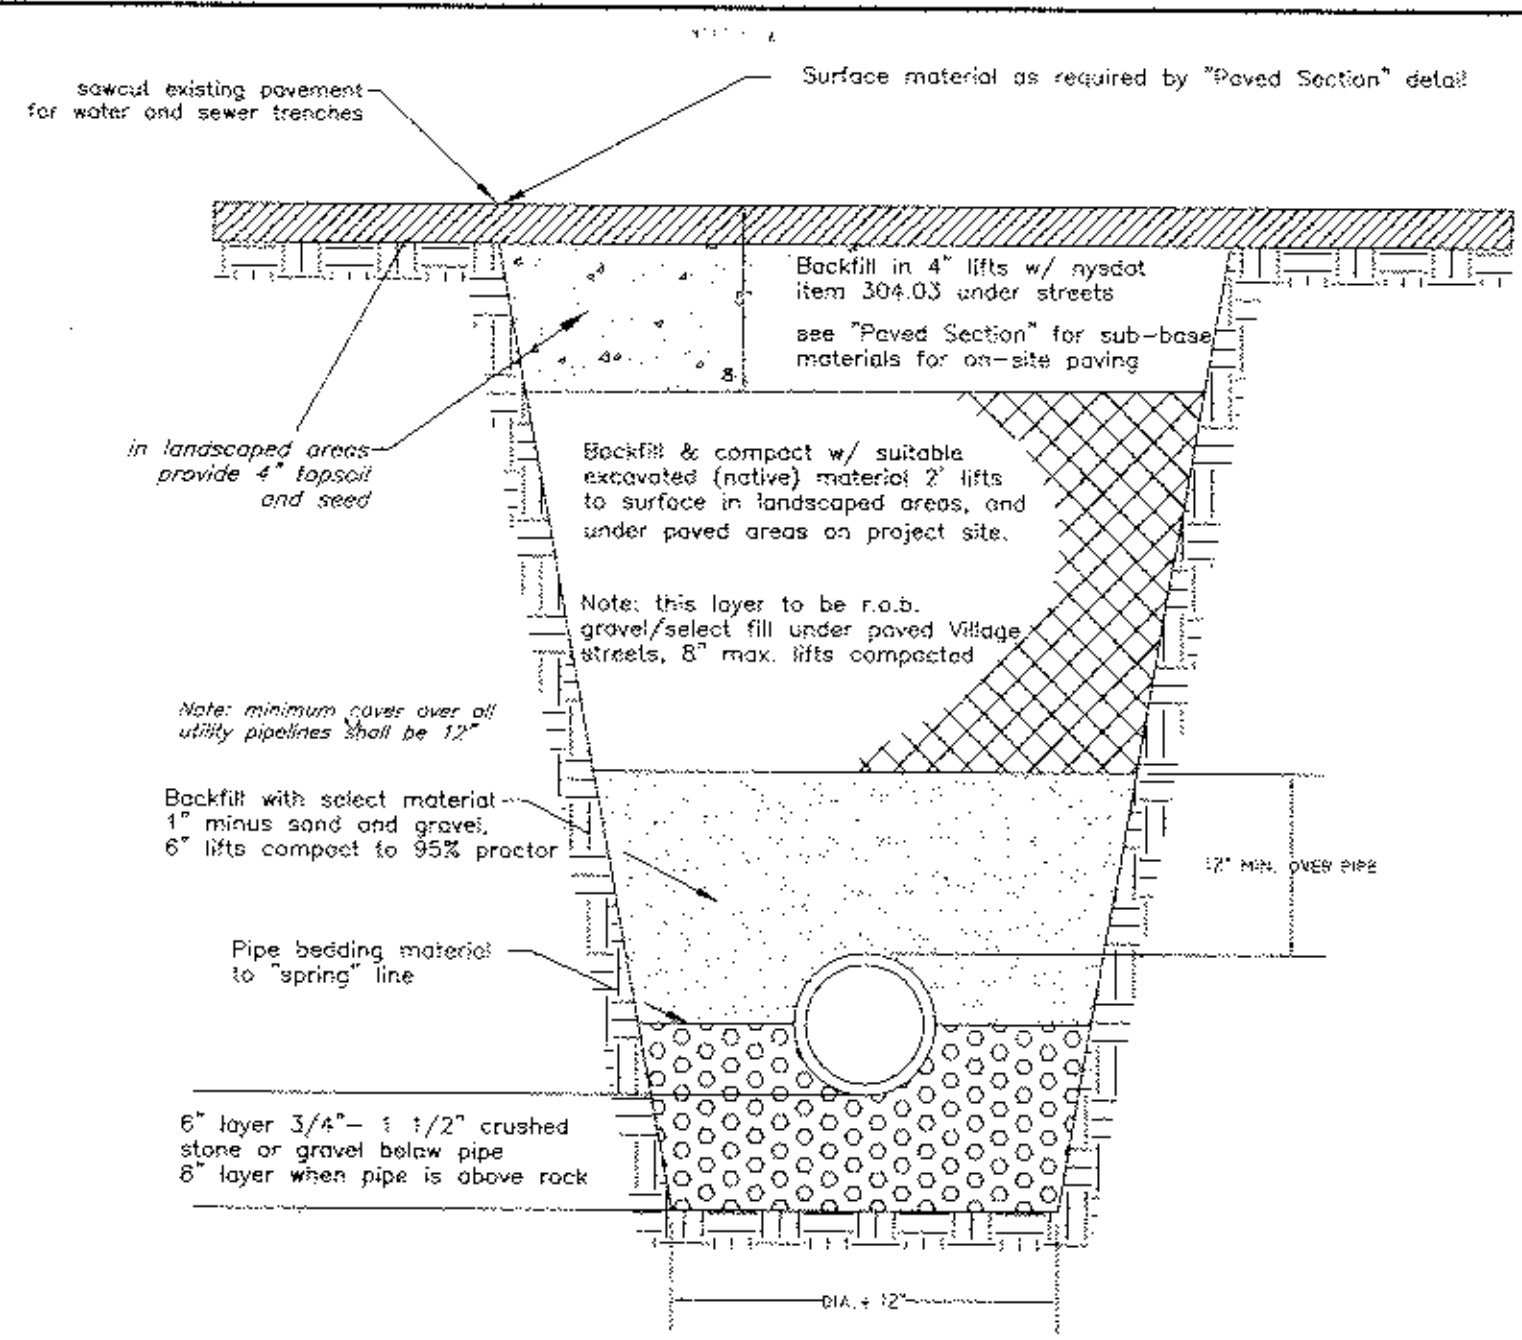 sawcut existing pavement
for water and sewer trenches
Surface material as required by "Paved Section" detail
Backfill in 4" lifts w/ nysdot
item 304.03 under streets
see "Paved Section" for sub-base
materials for on-site paving
8
in landscaped areas
provide 4" topsoil
and seed
Backfill & compact w/ suitable
excavated (native) material 2' lifts
to surface in landscaped areas, and
under paved areas on project site.
Note: this layer to be r.o.b.
gravel/select fill under paved Village
streets, 8" max. lifts compacted
Note: minimum cover over all
utility pipelines shall be 12"
Backfill with select material
1" minus sand and gravel,
6" lifts compact to 95% proctor
12" MIN. OVER PIPE
Pipe bedding material
to "spring" line
6" layer 3/4"- 1 1/2" crushed
stone or gravel below pipe
8" layer when pipe is above rock
DIA. + 12"